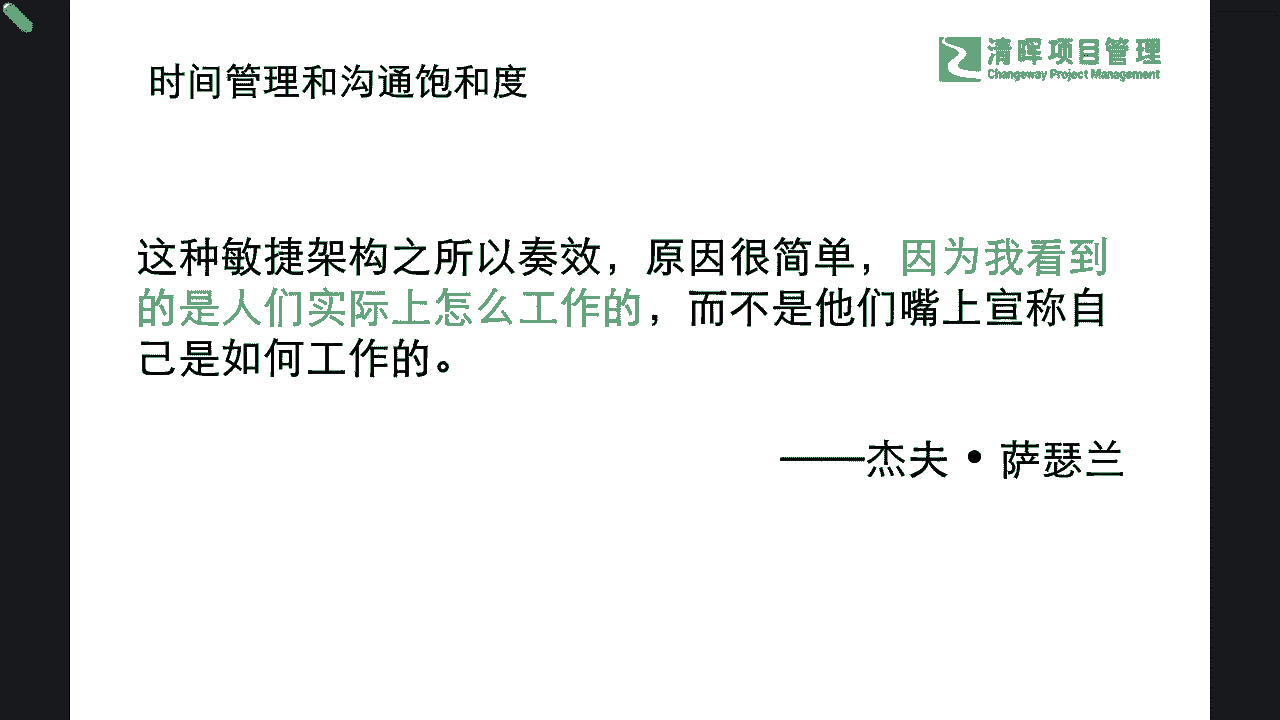 清晖项目管理
Changeway Project Management
时间管理和沟通饱和度
这种敏捷架构之所以奏效，原因很简单，因为我看到
的是人们实际上怎么工作的，而不是他们嘴上宣称自
己是如何工作的。
——杰夫•萨瑟兰